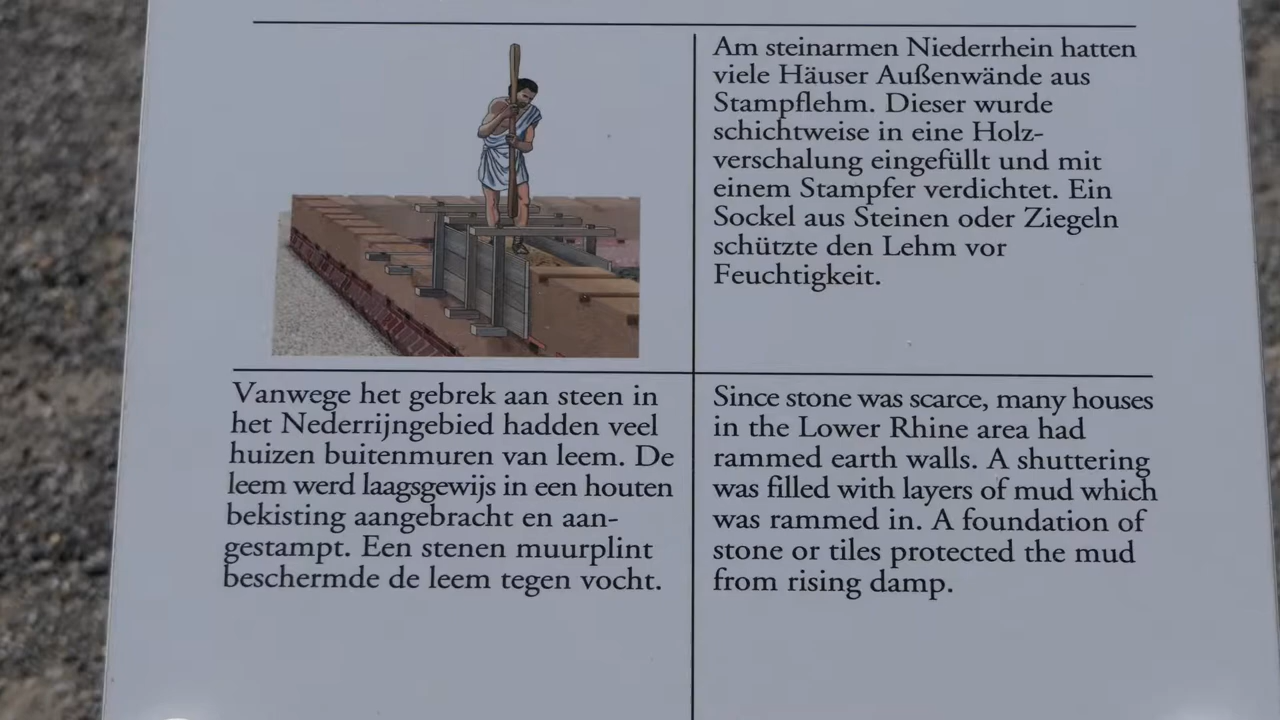 Am steinarmen Niederrhein hatten
viele Häuser Außenwände aus
Stampflehm. Dieser wurde
schichtweise in eine Holz-
verschalung eingefüllt und mit
einem Stampfer verdichtet. Ein
Sockel aus Steinen oder Ziegeln
schützte den Lehm vor
Feuchtigkeit.
Vanwege het gebrek aan steen in
het Nederrijngebied hadden veel
huizen buitenmuren van leem. De
leem werd laagsgewijs in een houten
bekisting aangebracht en aan-
gestampt. Een stenen muurplint
beschermde de leem tegen vocht.
Since stone was scarce, many houses
in the Lower Rhine area had
rammed earth walls. A shuttering
was filled with layers of mud which
was rammed in. A foundation of
stone or tiles protected the mud
from rising damp.